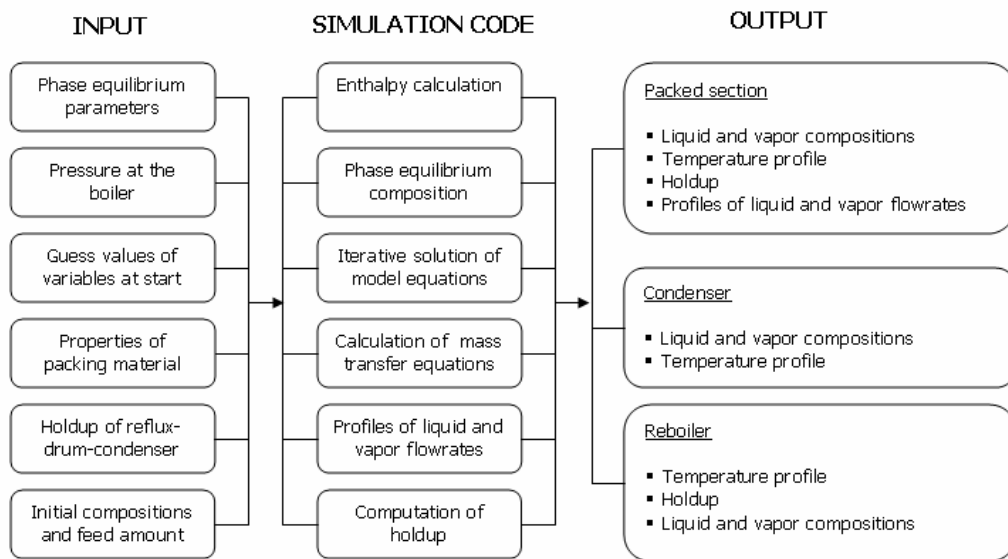 INPUT
Phase equilibrium
parameters
Pressure at the
boiler
Guess values of
variables at start
Properties of
packing material
Holdup of reflux-
drum-condenser
Initial compositions
and feed amount
SIMULATION CODE
Enthalpy calculation
Phase equilibrium
composition
Iterative solution of
model equations
Calculation of mass
transfer equations
Profiles of liquid and
vapor flowrates
Computation of
holdup
OUTPUT
Packed section
▪ Liquid and vapor compositions
▪ Temperature profile
▪ Holdup
▪ Profiles of liquid and vapor flowrates
Condenser
▪ Liquid and vapor compositions
▪ Temperature profile
Reboiler
▪ Temperature profile
▪ Holdup
▪ Liquid and vapor compositions